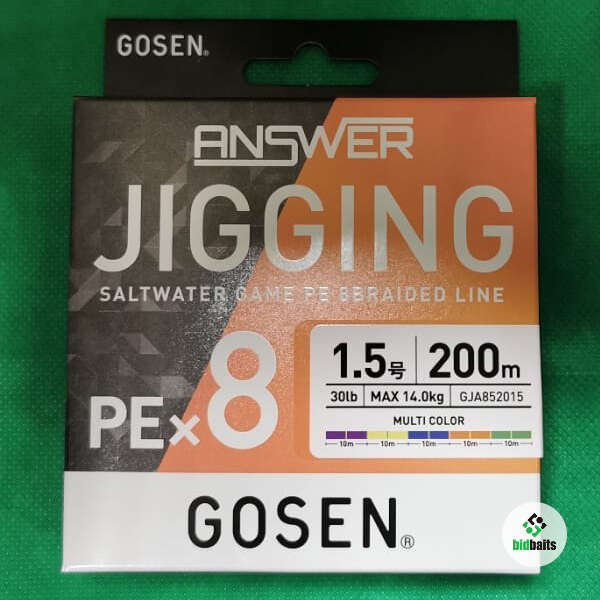 GOSEN®
ANSWER
JIGGING
SALTWATER GAME PE 8BRAIDED LINE
PE×8
1.5号 200m
30lb MAX 14.0kg GJA852015
MULTI COLOR
10m 10m 10m 10m 10m
GOSEN®
bidbaits